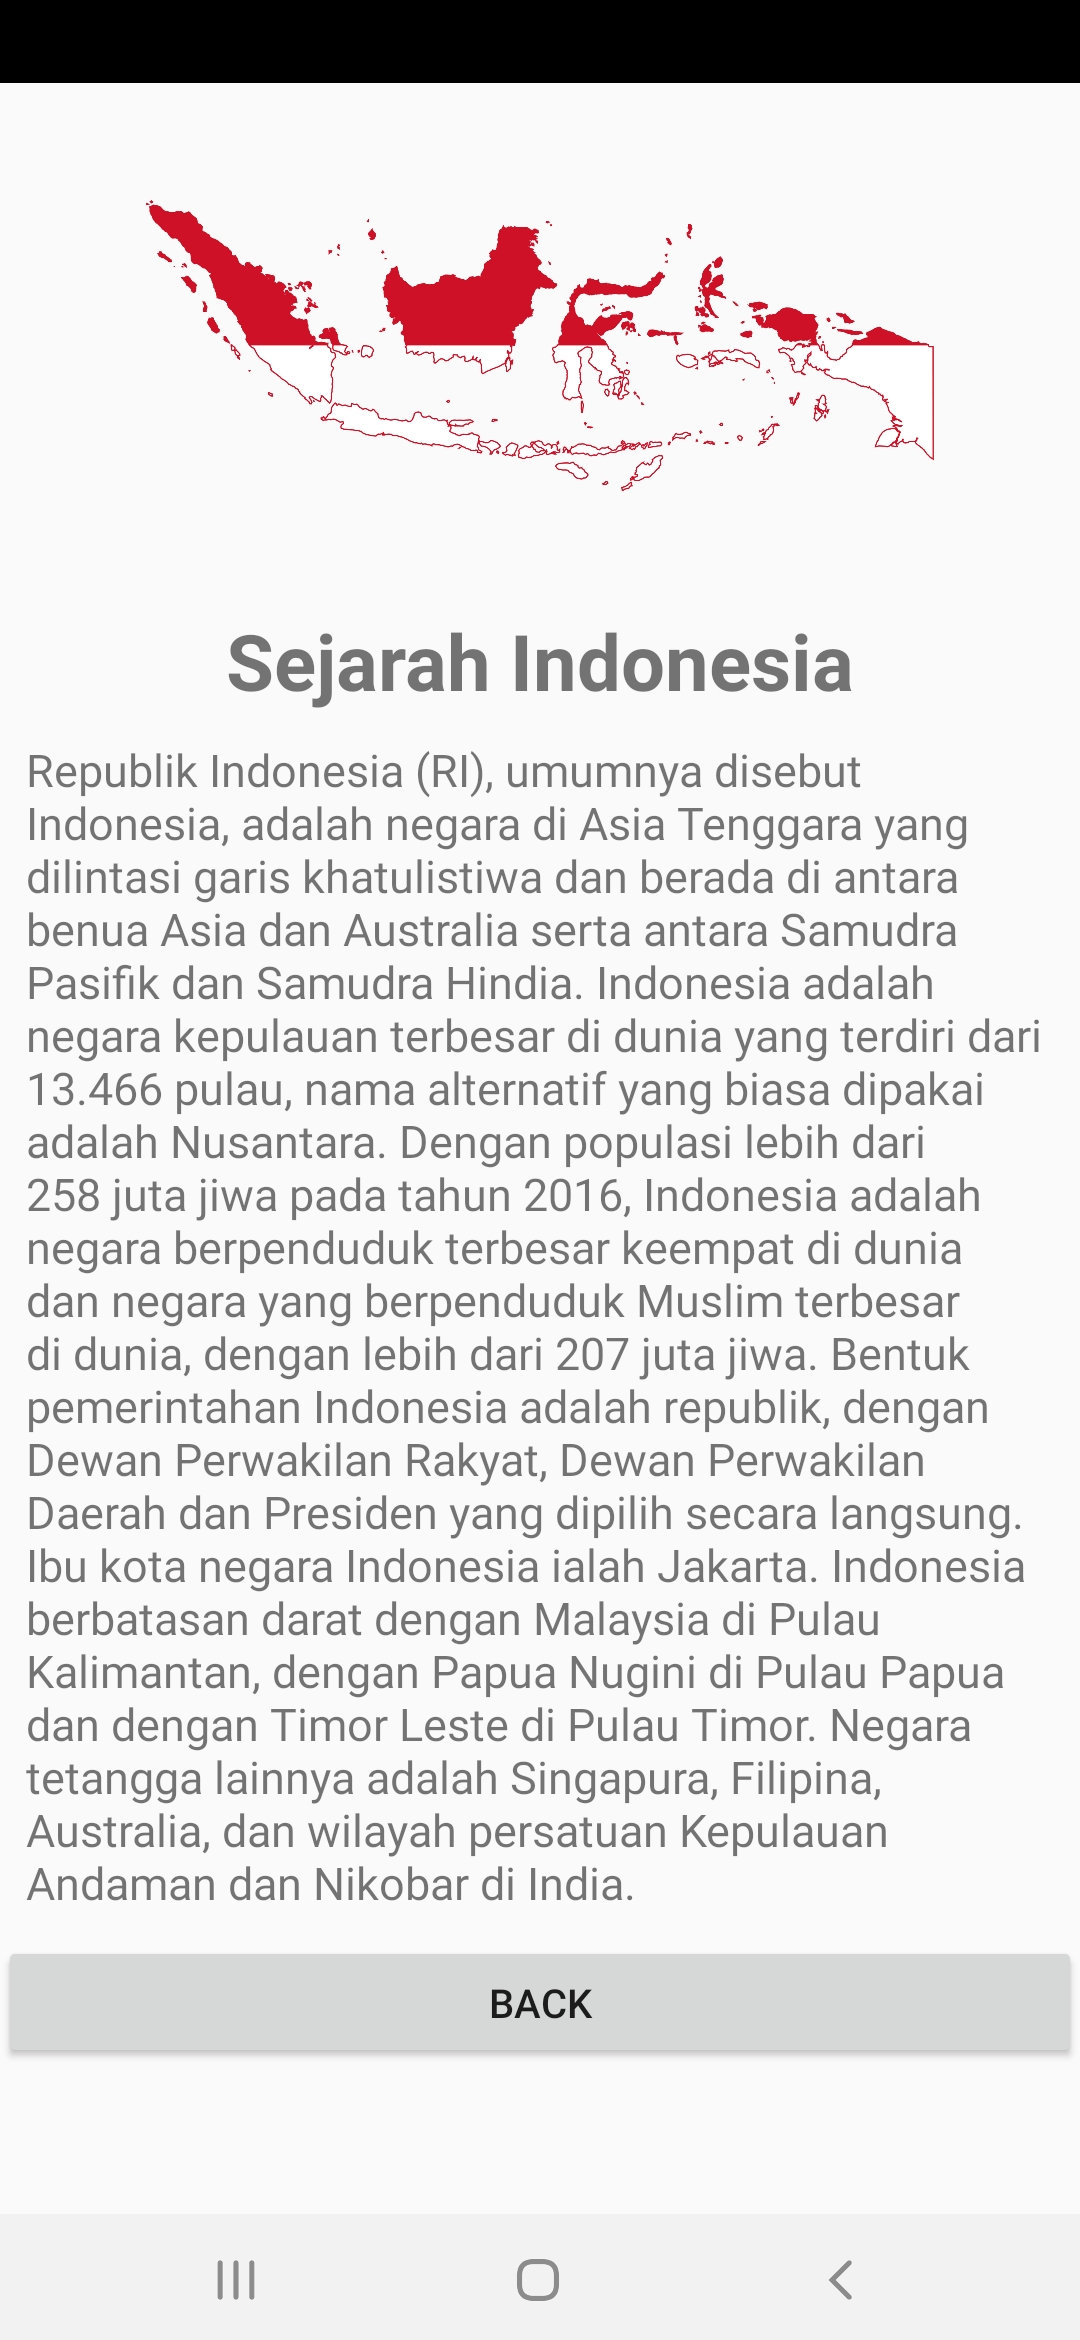 Sejarah Indonesia
Republik Indonesia (RI), umumnya disebut
Indonesia, adalah negara di Asia Tenggara yang
dilintasi garis khatulistiwa dan berada di antara
benua Asia dan Australia serta antara Samudra
Pasifik dan Samudra Hindia. Indonesia adalah
negara kepulauan terbesar di dunia yang terdiri dari
13.466 pulau, nama alternatif yang biasa dipakai
adalah Nusantara. Dengan populasi lebih dari
258 juta jiwa pada tahun 2016, Indonesia adalah
negara berpenduduk terbesar keempat di dunia
dan negara yang berpenduduk Muslim terbesar
di dunia, dengan lebih dari 207 juta jiwa. Bentuk
pemerintahan Indonesia adalah republik, dengan
Dewan Perwakilan Rakyat, Dewan Perwakilan
Daerah dan Presiden yang dipilih secara langsung.
Ibu kota negara Indonesia ialah Jakarta. Indonesia
berbatasan darat dengan Malaysia di Pulau
Kalimantan, dengan Papua Nugini di Pulau Papua
dan dengan Timor Leste di Pulau Timor. Negara
tetangga lainnya adalah Singapura, Filipina,
Australia, dan wilayah persatuan Kepulauan
Andaman dan Nikobar di India.
BACK